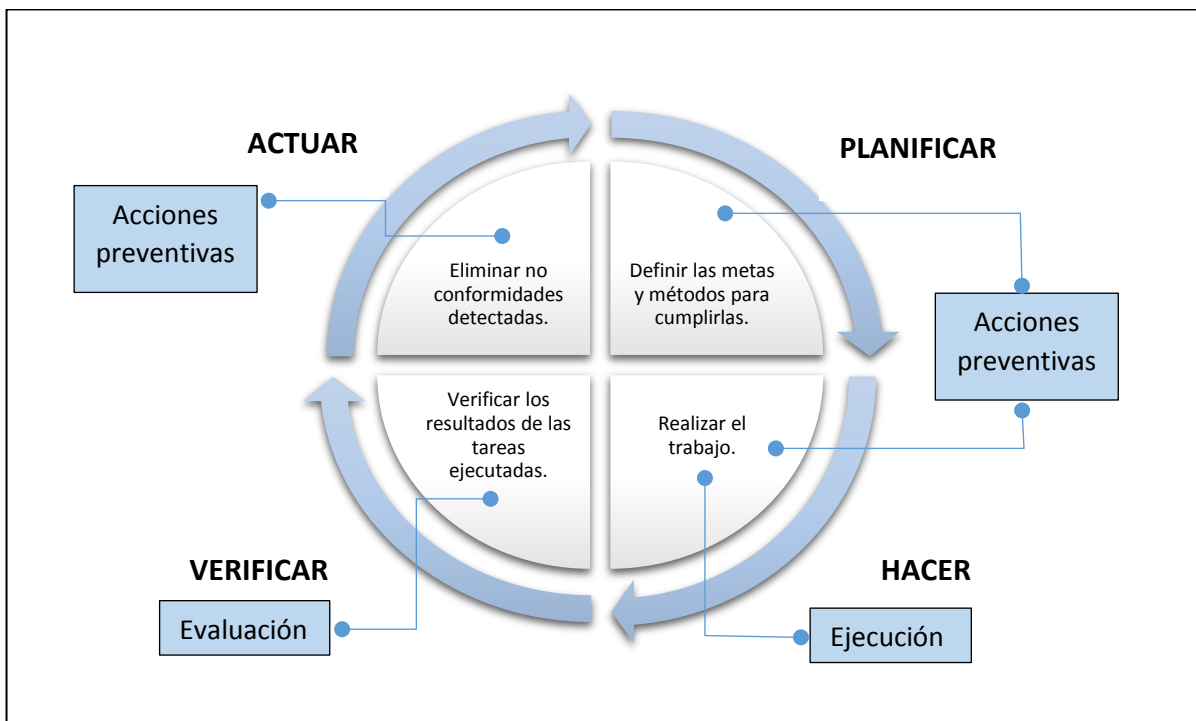 ACTUAR
PLANIFICAR
Acciones
preventivas
Eliminar no
conformidades
detectadas.
Definir las metas
y métodos para
cumplirlas.
Acciones
preventivas
Verificar los
resultados de las
tareas
ejecutadas.
Realizar el
trabajo.
VERIFICAR
HACER
Evaluación
Ejecución